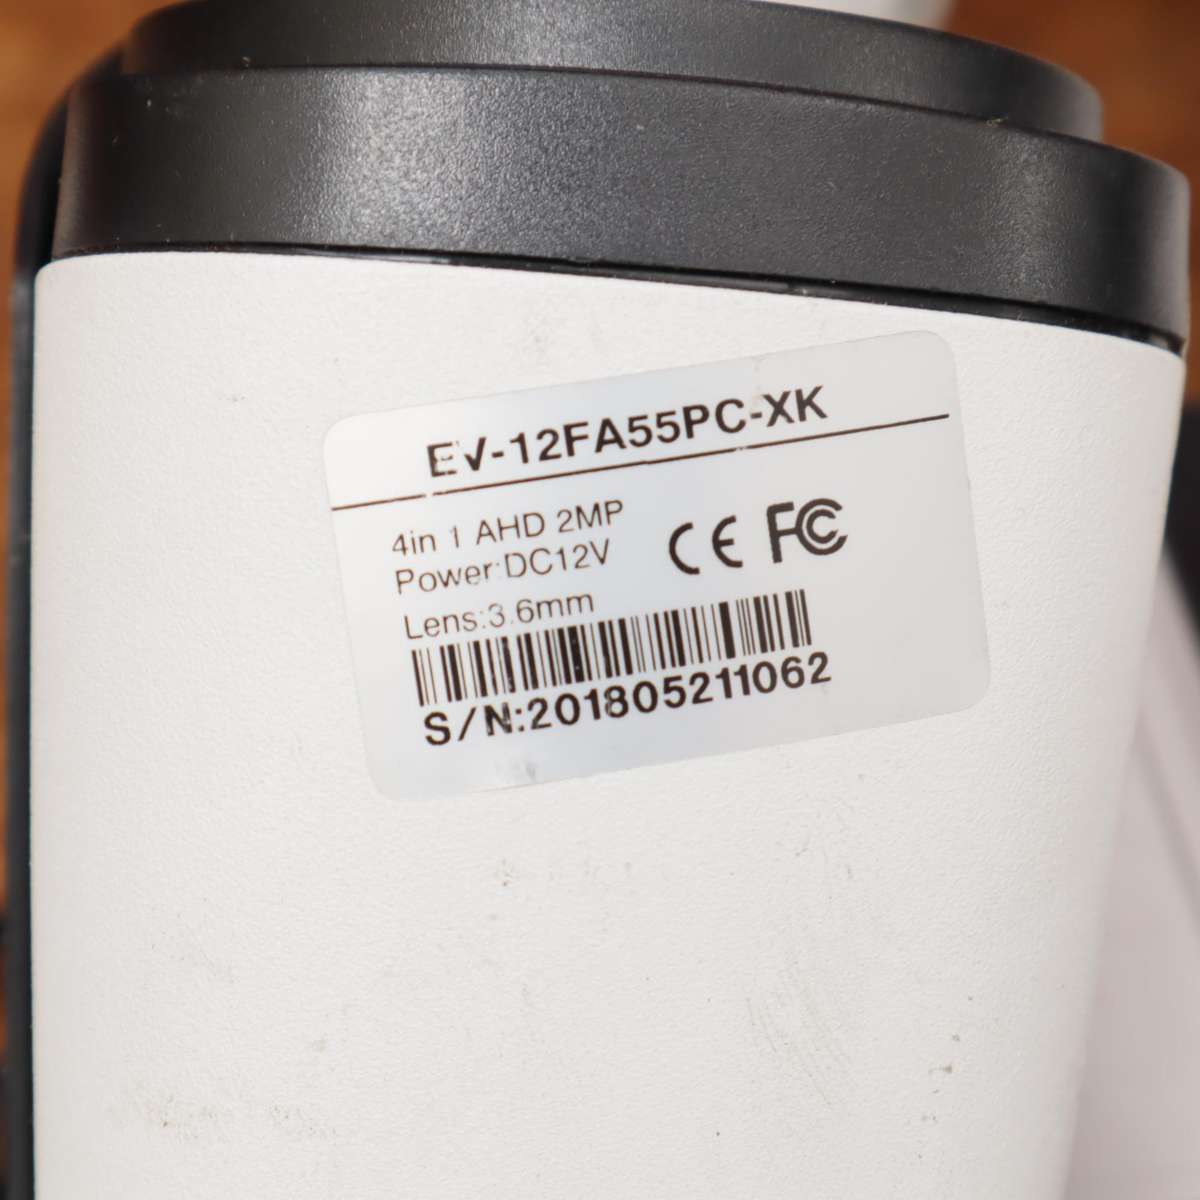 EV-12FA55PC-XK
4in 1 AHD 2MP
Power:DC12V
CE FC
Lens:3.6mm
S/N:201805211062